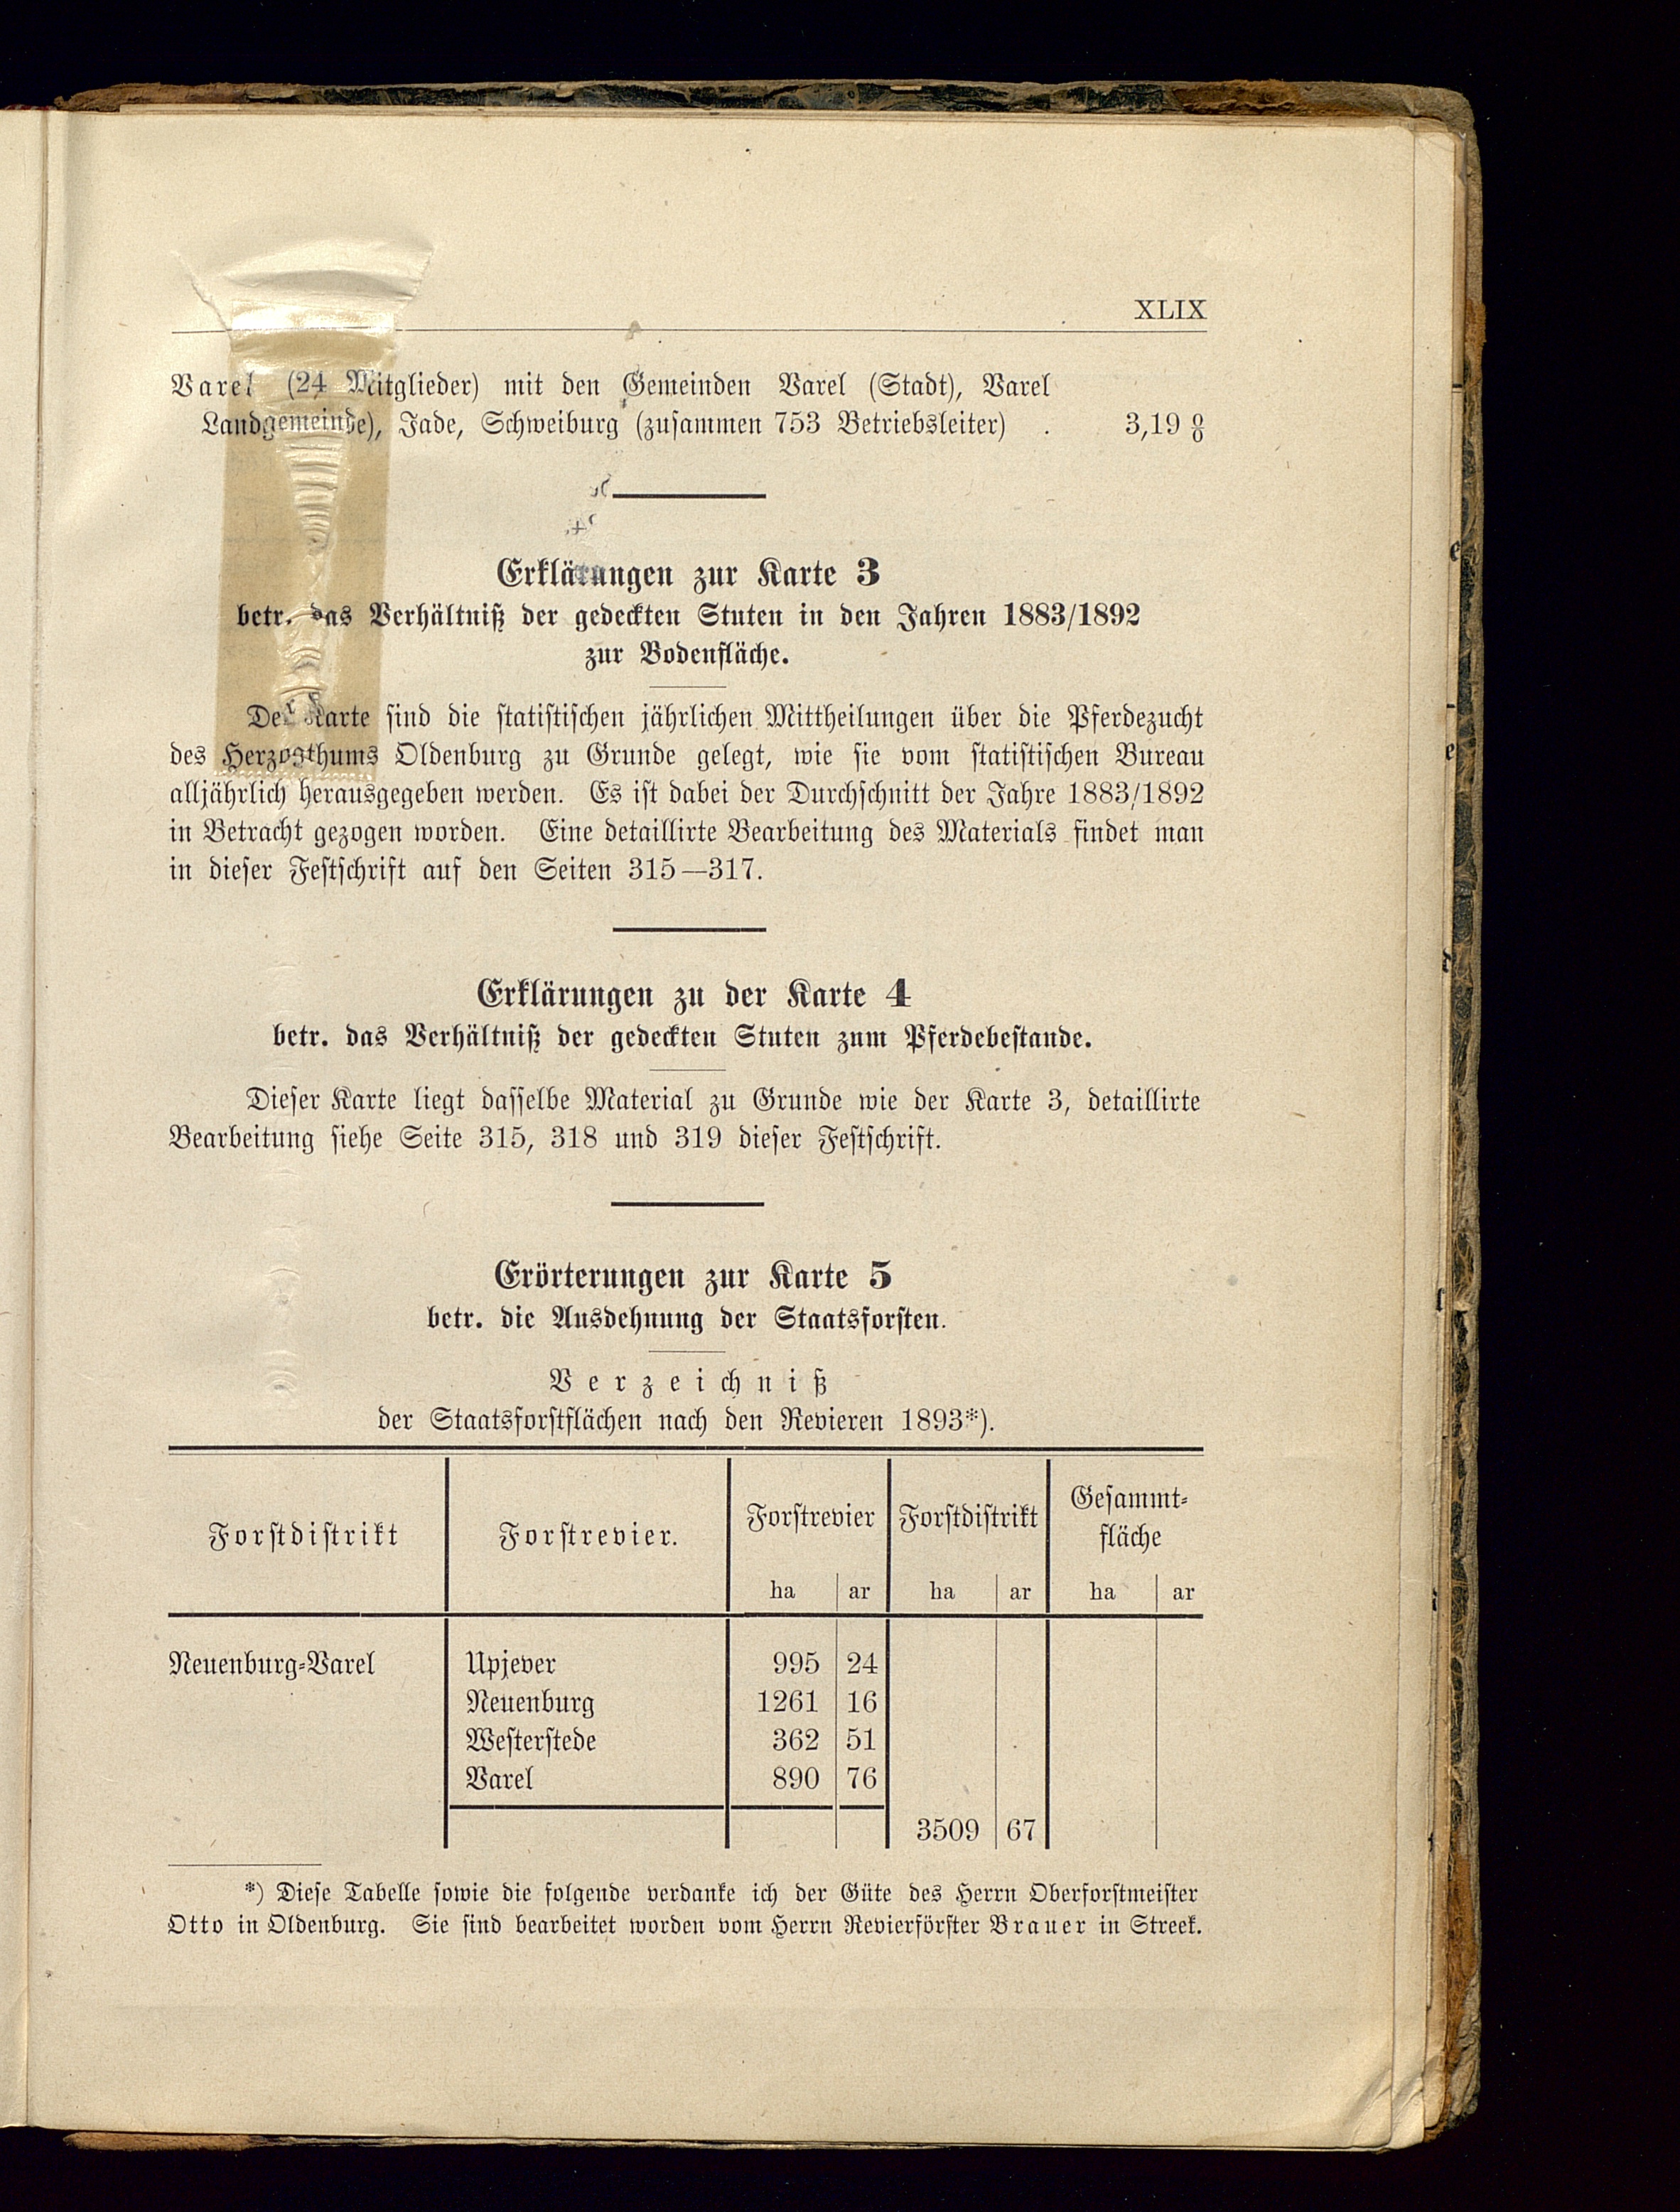 XLIX
Varel (24 Mitglieder) mit den Gemeinden Varel (Stadt), Varel
Landgemeinde), Jade, Schweiburg (zusammen 753 Betriebsleiter) . 3,19 %
Erklärungen zur Karte 3
betr. das Verhältniß der gedeckten Stuten in den Jahren 1883/1892
zur Bodenfläche.
Der Karte sind die statistischen jährlichen Mittheilungen über die Pferdezucht
des Herzogthums Oldenburg zu Grunde gelegt, wie sie vom statistischen Bureau
alljährlich herausgegeben werden. Es ist dabei der Durchschnitt der Jahre 1883/1892
in Betracht gezogen worden. Eine detaillirte Bearbeitung des Materials findet man
in dieser Festschrift auf den Seiten 315—317.
Erklärungen zu der Karte 4
betr. das Verhältniß der gedeckten Stuten zum Pferdebestande.
Dieser Karte liegt dasselbe Material zu Grunde wie der Karte 3, detaillirte
Bearbeitung siehe Seite 315, 318 und 319 dieser Festschrift.
Erörterungen zur Karte 5
betr. die Ausdehnung der Staatsforsten.
Verzeichniß
der Staatsforstflächen nach den Revieren 1893*).
Forstdistrikt Forstrevier. Forstrevier Forstdistrikt Gesammt-
fläche
ha ar ha ar ha ar
Neuenburg-Varel Upjever 995 24
Neuenburg 1261 16
Westerstede 362 51
Varel 890 76
3509 67
*) Diese Tabelle sowie die folgende verdanke ich der Güte des Herrn Oberforstmeister
Otto in Oldenburg. Sie sind bearbeitet worden vom Herrn Revierförster Brauer in Streek.